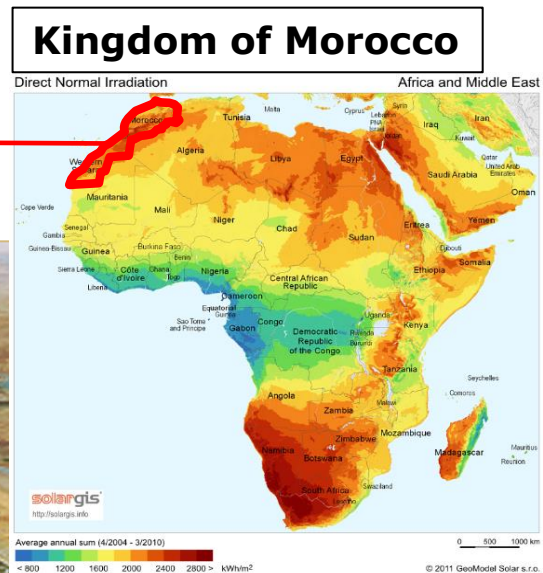 Kingdom of Morocco
Direct Normal Irradiation
Africa and Middle East
Malta
Cyprus
Syria
Tunisia
Morocco
Iraq
Iran
Kuwait
Algeria
Libya
Egypt
Qatar
United Arab
Emirates
Saudi Arabia
Oman
Mauritania
Cape Verde
Mali
Niger
Chad
Sudan
Eritrea
Yemen
Senegal
Gambia
Guinea-Bissau
Guinea
Burkina Faso
Benin
Djibouti
Somalia
Sierra Leone
Côte
d'Ivoire
Ghana
Togo
Nigeria
Ethiopia
Central African
Republic
Liberia
Cameroon
Equatorial
Guinea
Sao Tome
and Principe
Gabon
Congo
Democratic
Republic
of the Congo
Uganda
Rwanda
Burundi
Kenya
Tanzania
Seychelles
Comoros
Angola
Zambia
Malawi
Mozambique
Zimbabwe
Namibia
Botswana
Madagascar
Mauritius
Reunion
Swaziland
South Africa
Lesotho
solargis
http://solargis.info
Average annual sum (4/2004 - 3/2010)
< 800 1200 1600 2000 2400 2800 > kWh/m²
0 500 1000 km
© 2011 GeoModel Solar s.r.o.